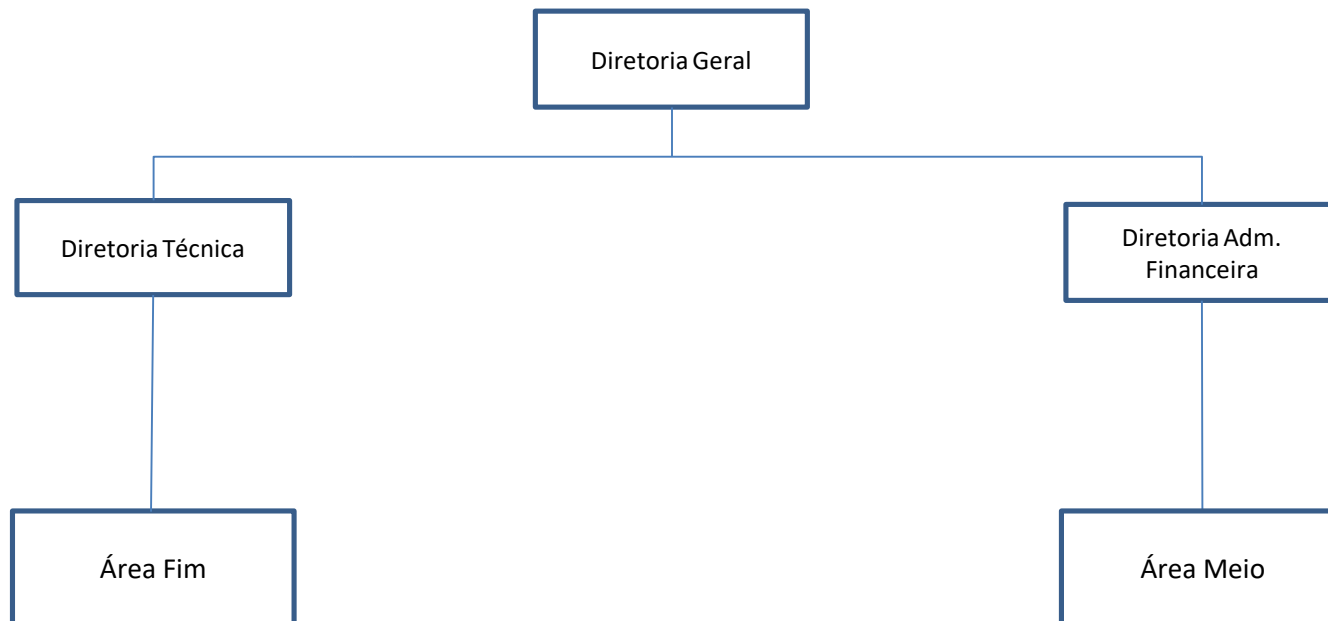 Diretoria Geral
Diretoria Técnica
Diretoria Adm.
Financeira
Área Fim
Área Meio